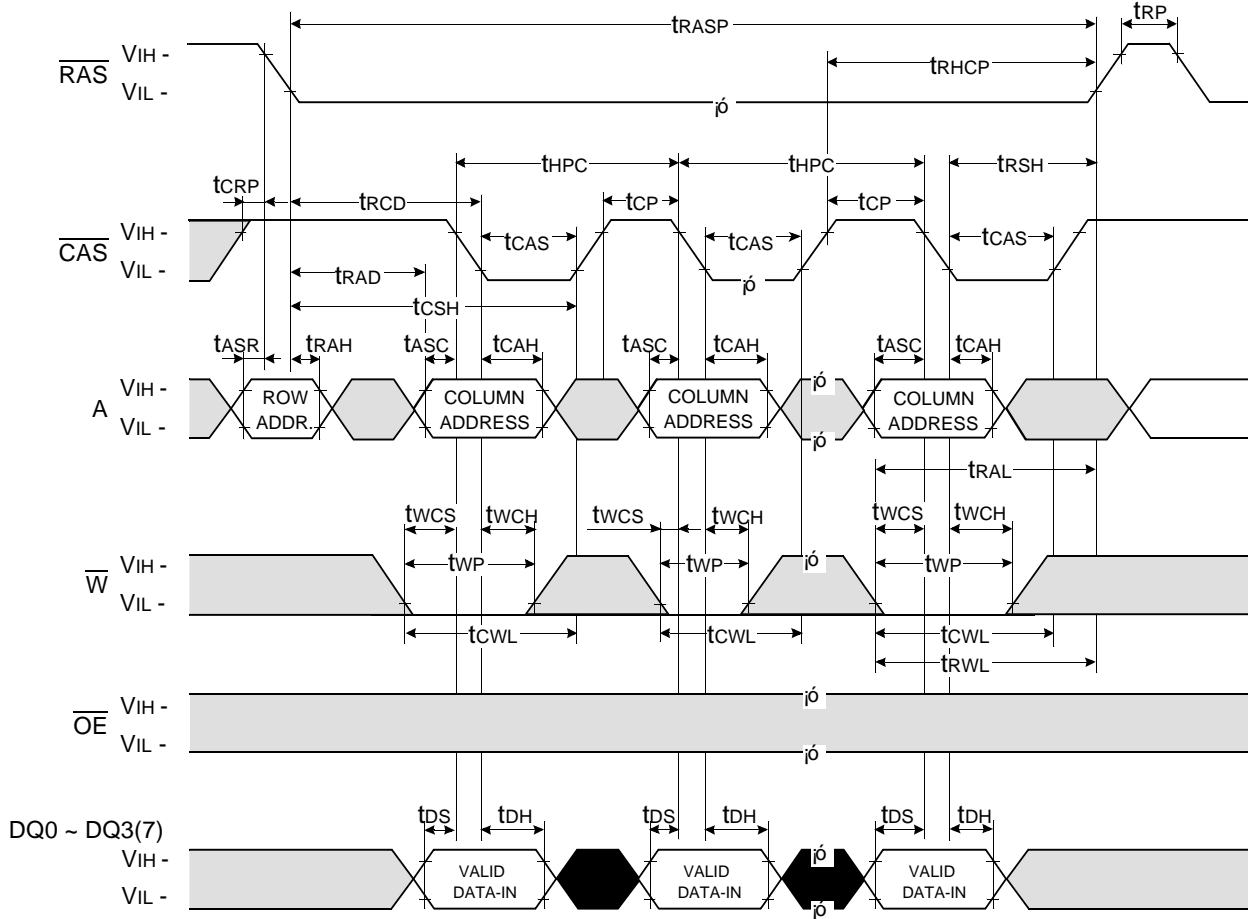 tRASP
tRP
RAS
VIH -
VIL -
tRHCP
¡ó
tHPC
tHPC
tRSH
tCRP
tRCD
tCP
tCP
CAS
VIH -
VIL -
tCAS
tCAS
tCAS
tRAD
¡ó
tCSH
tASR
tRAH
tASC
tCAH
tASC
tCAH
tASC
tCAH
A
VIH -
VIL -
ROW
ADDR.
COLUMN
ADDRESS
COLUMN
ADDRESS
¡ó
¡ó
COLUMN
ADDRESS
tRAL
tWCS
tWCH
tWCS
tWCH
tWCS
tWCH
W
VIH -
VIL -
tWP
tWP
¡ó
tWP
tCWL
tCWL
tCWL
tRWL
OE
VIH -
VIL -
¡ó
¡ó
DQ0 ~ DQ3(7)
VIH -
VIL -
tDS
tDH
tDS
tDH
tDS
tDH
VALID
DATA-IN
VALID
DATA-IN
¡ó
¡ó
VALID
DATA-IN